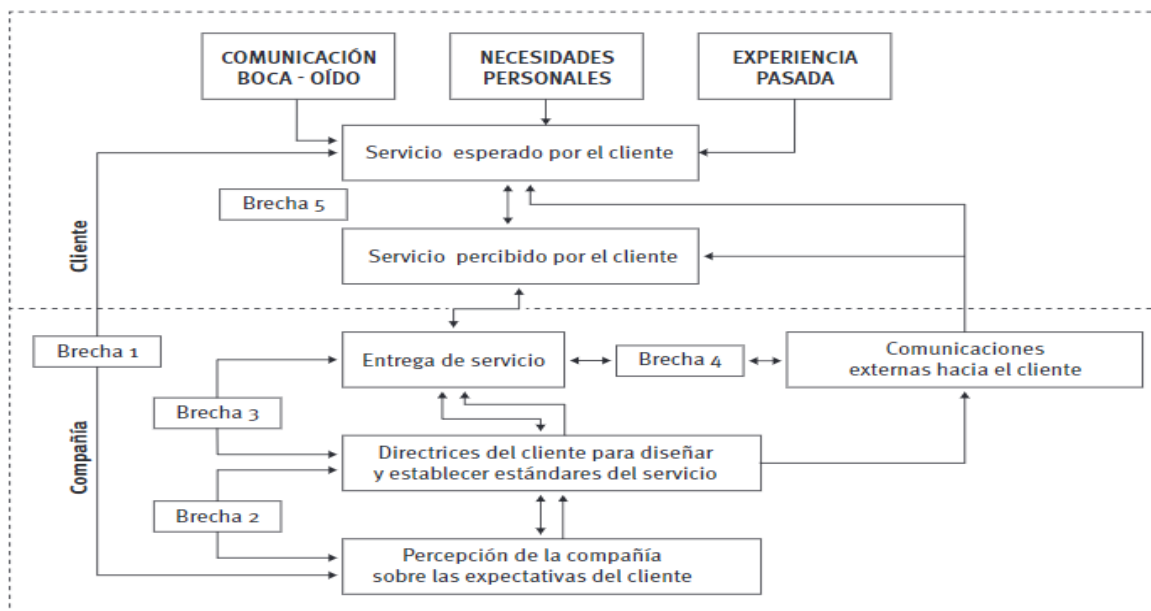 COMUNICACIÓN
BOCA - OÍDO
NECESIDADES
PERSONALES
EXPERIENCIA
PASADA
Servicio esperado por el cliente
Brecha 5
Servicio percibido por el cliente
Cliente
Brecha 1
Entrega de servicio
Brecha 4
Comunicaciones
externas hacia el cliente
Brecha 3
Compañía
Directrices del cliente para diseñar
y establecer estándares del servicio
Brecha 2
Percepción de la compañía
sobre las expectativas del cliente